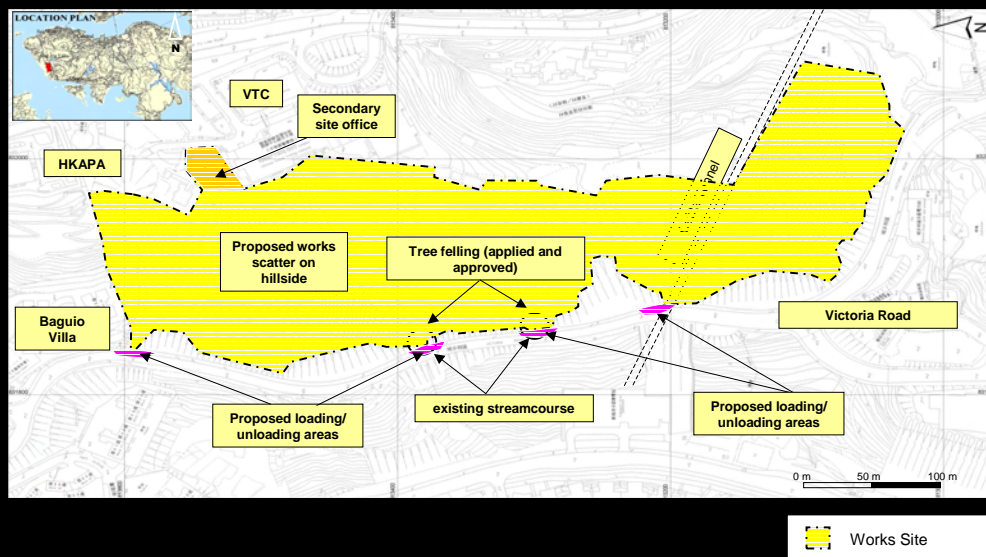 LOCATION PLAN
N
N
VTC
Secondary
site office
HKAPA
Proposed works
scatter on
hillside
Tree felling (applied and
approved)
Baguio
Villa
Victoria Road
Proposed loading/
unloading areas
existing streamcourse
Proposed loading/
unloading areas
0 m 50 m 100 m
Works Site